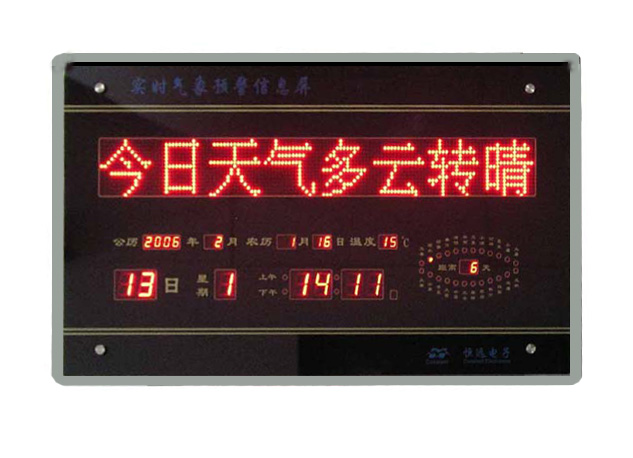 实时气象预警信息屏
今日天气多云转晴
公历 2006 年 2 月 农历 1 月 16 日 温度 15 ℃
距离 6 天
13 日 星期 1 上午 下午 14 11
恒远电子